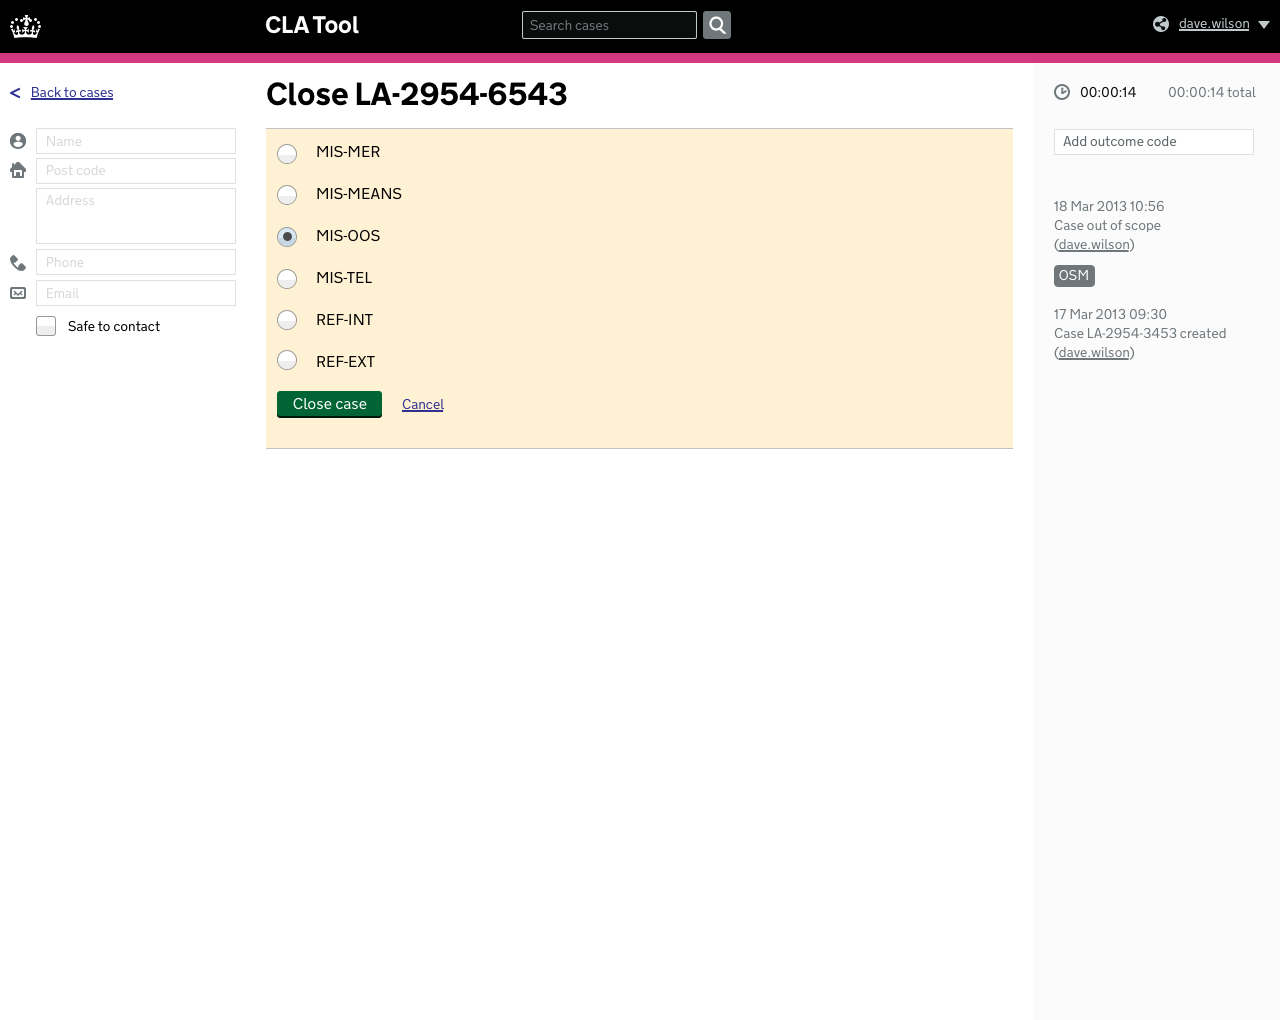 CLA Tool
Search cases
dave.wilson
< Back to cases
Close LA-2954-6543
00:00:14 00:00:14 total
Name
Post code
Address
Phone
Email
Safe to contact
MIS-MER
MIS-MEANS
MIS-OOS
MIS-TEL
REF-INT
REF-EXT
Close case Cancel
Add outcome code
18 Mar 2013 10:56
Case out of scope
(dave.wilson)
OSM
17 Mar 2013 09:30
Case LA-2954-3453 created
(dave.wilson)